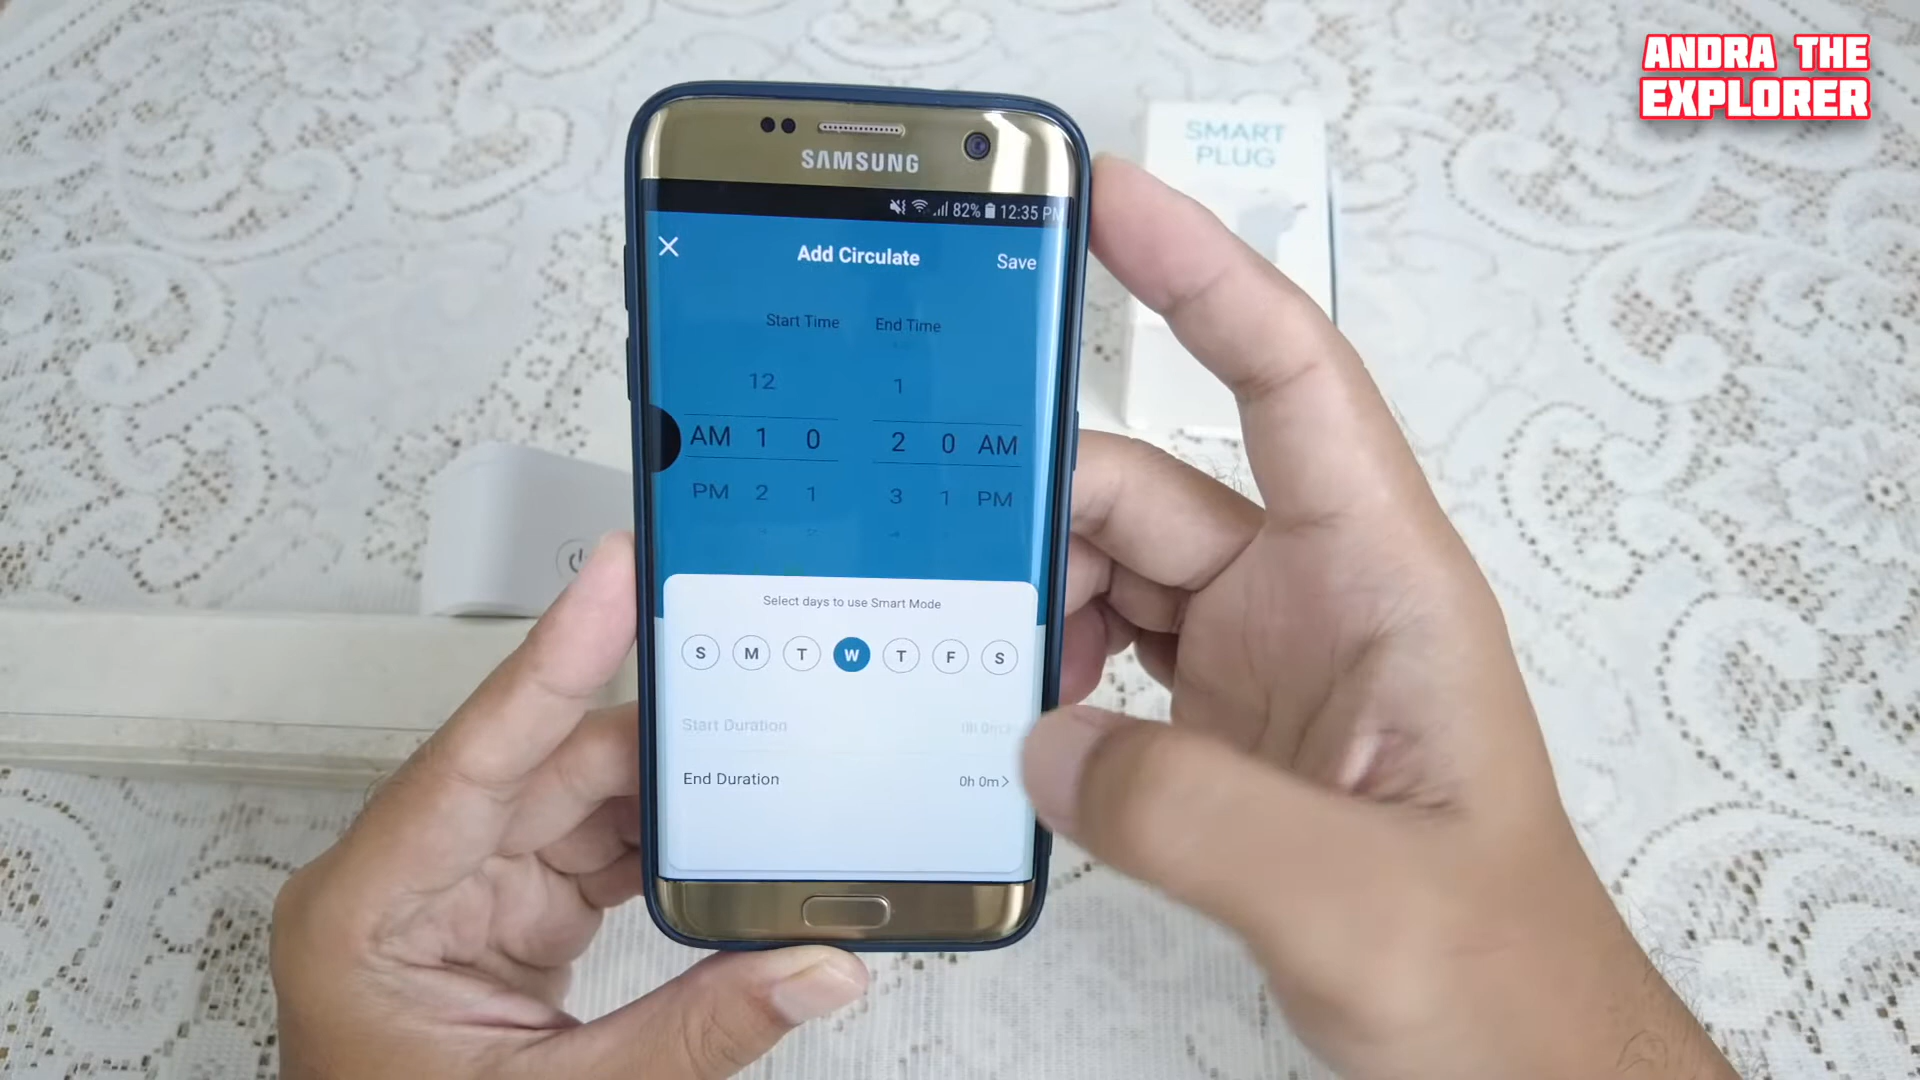 ANDRA THE
EXPLORER
SMART
PLUG
SAMSUNG
82% 12:35 PM
Add Circulate Save
Start Time End Time
12 1
AM 1 0 2 0 AM
PM 2 1 3 1 PM
Select days to use Smart Mode
S M T W T F S
Start Duration
End Duration 0h 0m>